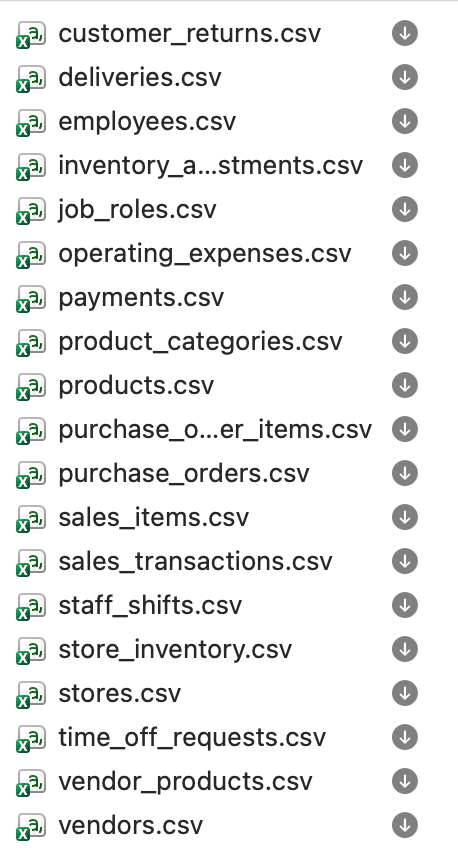 customer_returns.csv
deliveries.csv
employees.csv
inventory_a...stments.csv
job_roles.csv
operating_expenses.csv
payments.csv
product_categories.csv
products.csv
purchase_o...er_items.csv
purchase_orders.csv
sales_items.csv
sales_transactions.csv
staff_shifts.csv
store_inventory.csv
stores.csv
time_off_requests.csv
vendor_products.csv
vendors.csv